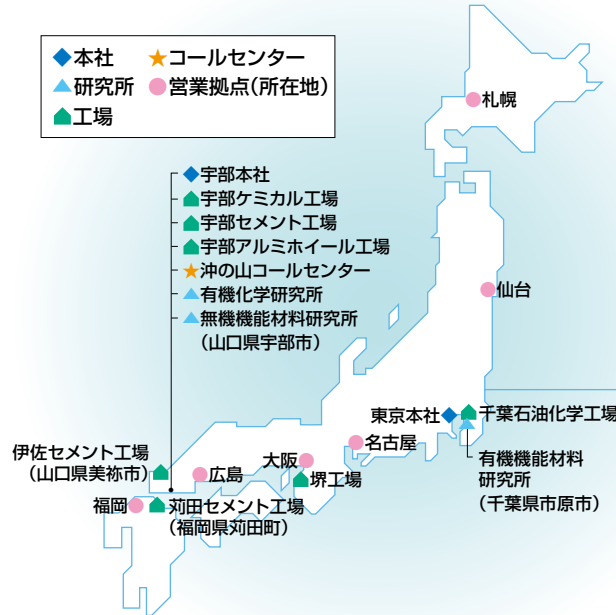 本社
コールセンター
研究所
営業拠点(所在地)
工場
札幌
宇部本社
宇部ケミカル工場
宇部セメント工場
宇部アルミホイール工場
沖の山コールセンター
有機化学研究所
無機機能材料研究所
(山口県宇部市)
仙台
東京本社
千葉石油化学工場
名古屋
有機機能材料
研究所
(千葉県市原市)
伊佐セメント工場
(山口県美祢市)
広島
大阪
堺工場
福岡
苅田セメント工場
(福岡県苅田町)